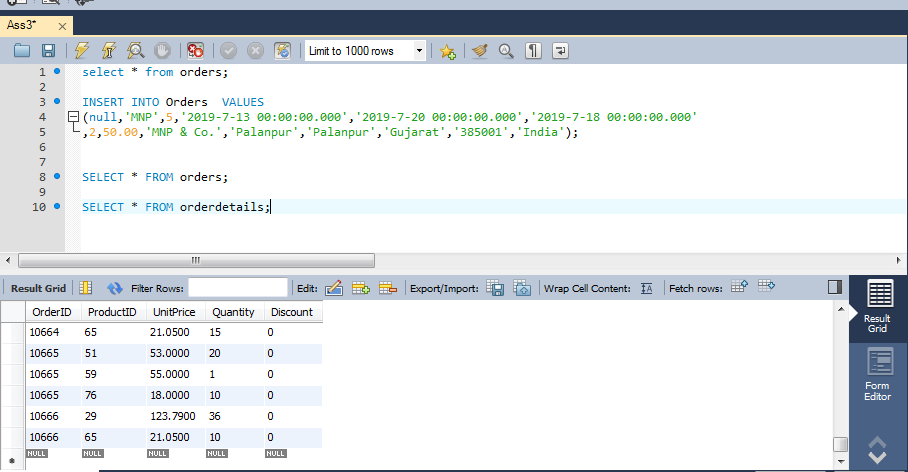 Ass3*
Limit to 1000 rows
1 select * from orders;
2
3 INSERT INTO Orders  VALUES
4 (null,'MNP',5,'2019-7-13 00:00:00.000','2019-7-20 00:00:00.000','2019-7-18 00:00:00.000'
5 ,2,50.00,'MNP & Co.','Palanpur','Palanpur','Gujarat','385001','India');
6
7
8 SELECT * FROM orders;
9
10 SELECT * FROM orderdetails;
Result Grid Filter Rows: Edit: Export/Import: Wrap Cell Content: IA Fetch rows:
OrderID ProductID UnitPrice Quantity Discount
10664 65 21.0500 15 0
10665 51 53.0000 20 0
10665 59 55.0000 1 0
10665 76 18.0000 10 0
10666 29 123.7900 36 0
10666 65 21.0500 10 0
NULL NULL NULL NULL NULL
Result
Grid
Form
Editor